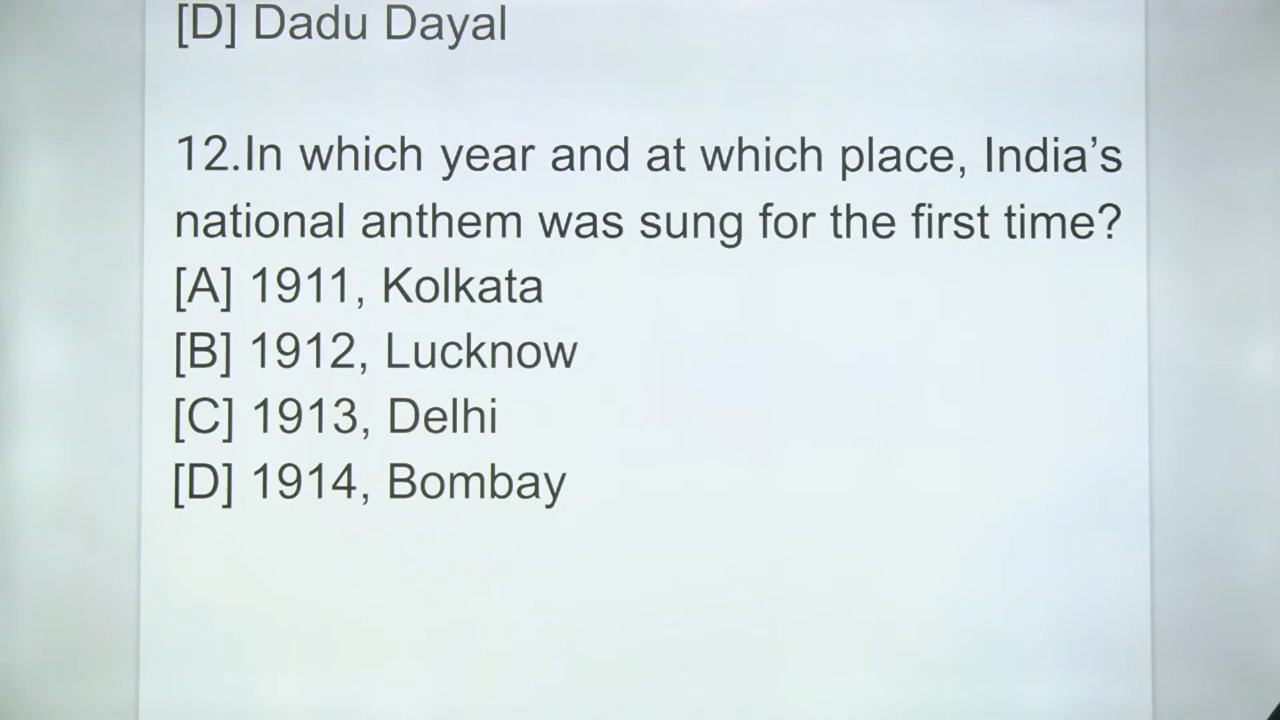 [D] Dadu Dayal
12.In which year and at which place, India’s
national anthem was sung for the first time?
[A] 1911, Kolkata
[B] 1912, Lucknow
[C] 1913, Delhi
[D] 1914, Bombay